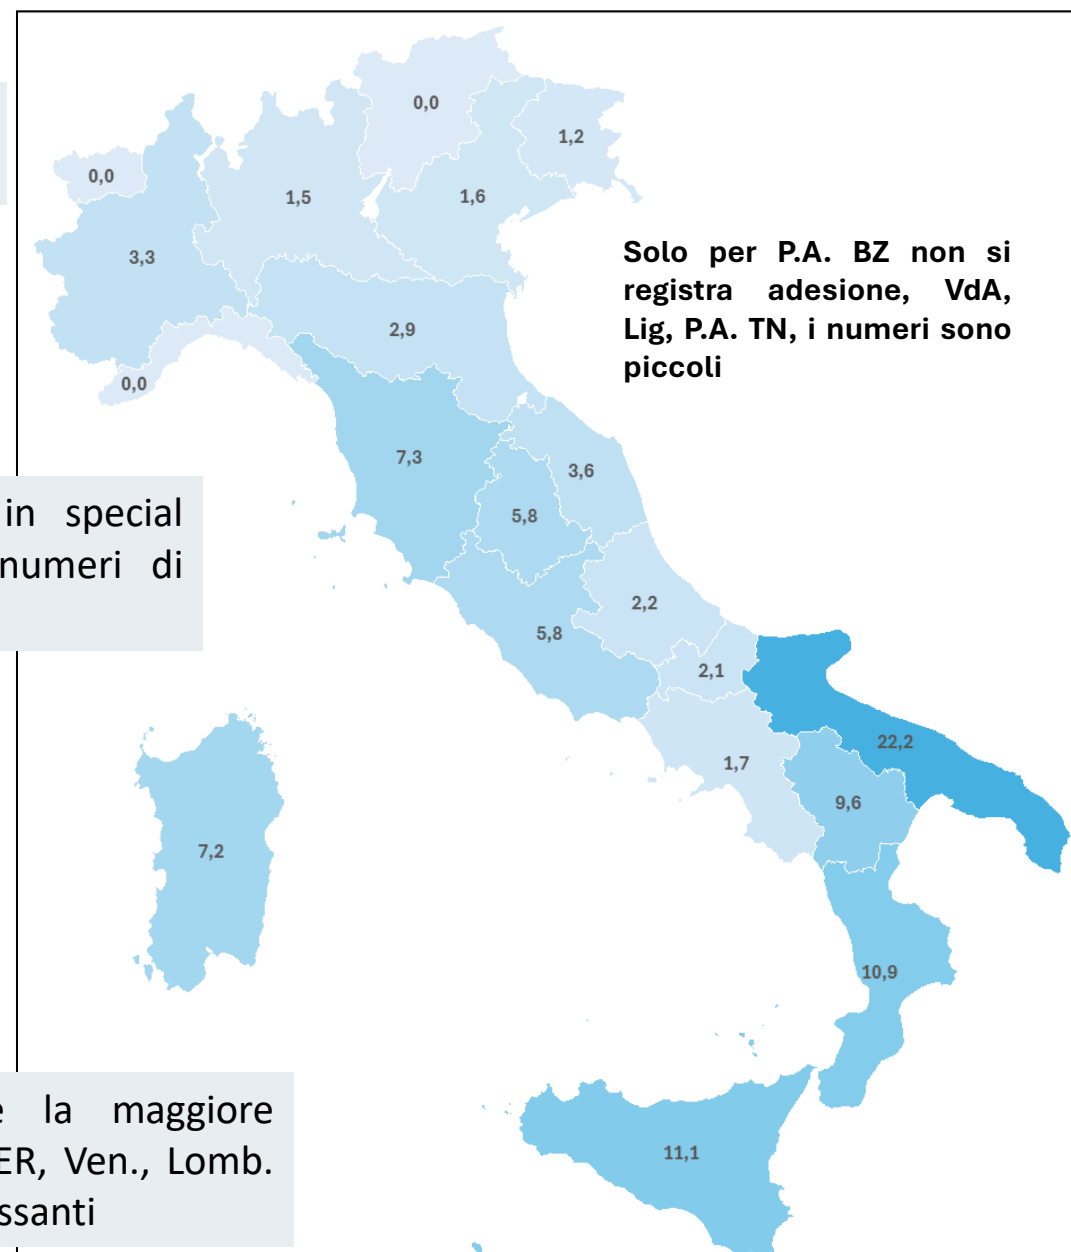 0,0
1,2
0,0
1,5
1,6
3,3
Solo per P.A. BZ non si
registra adesione, VdA,
Lig, P.A. TN, i numeri sono
piccoli
2,9
0,0
7,3
3,6
in special
numeri di
5,8
2,2
5,8
2,1
22,2
1,7
9,6
7,2
10,9
la maggiore
ER, Ven., Lomb.
ssanti
11,1